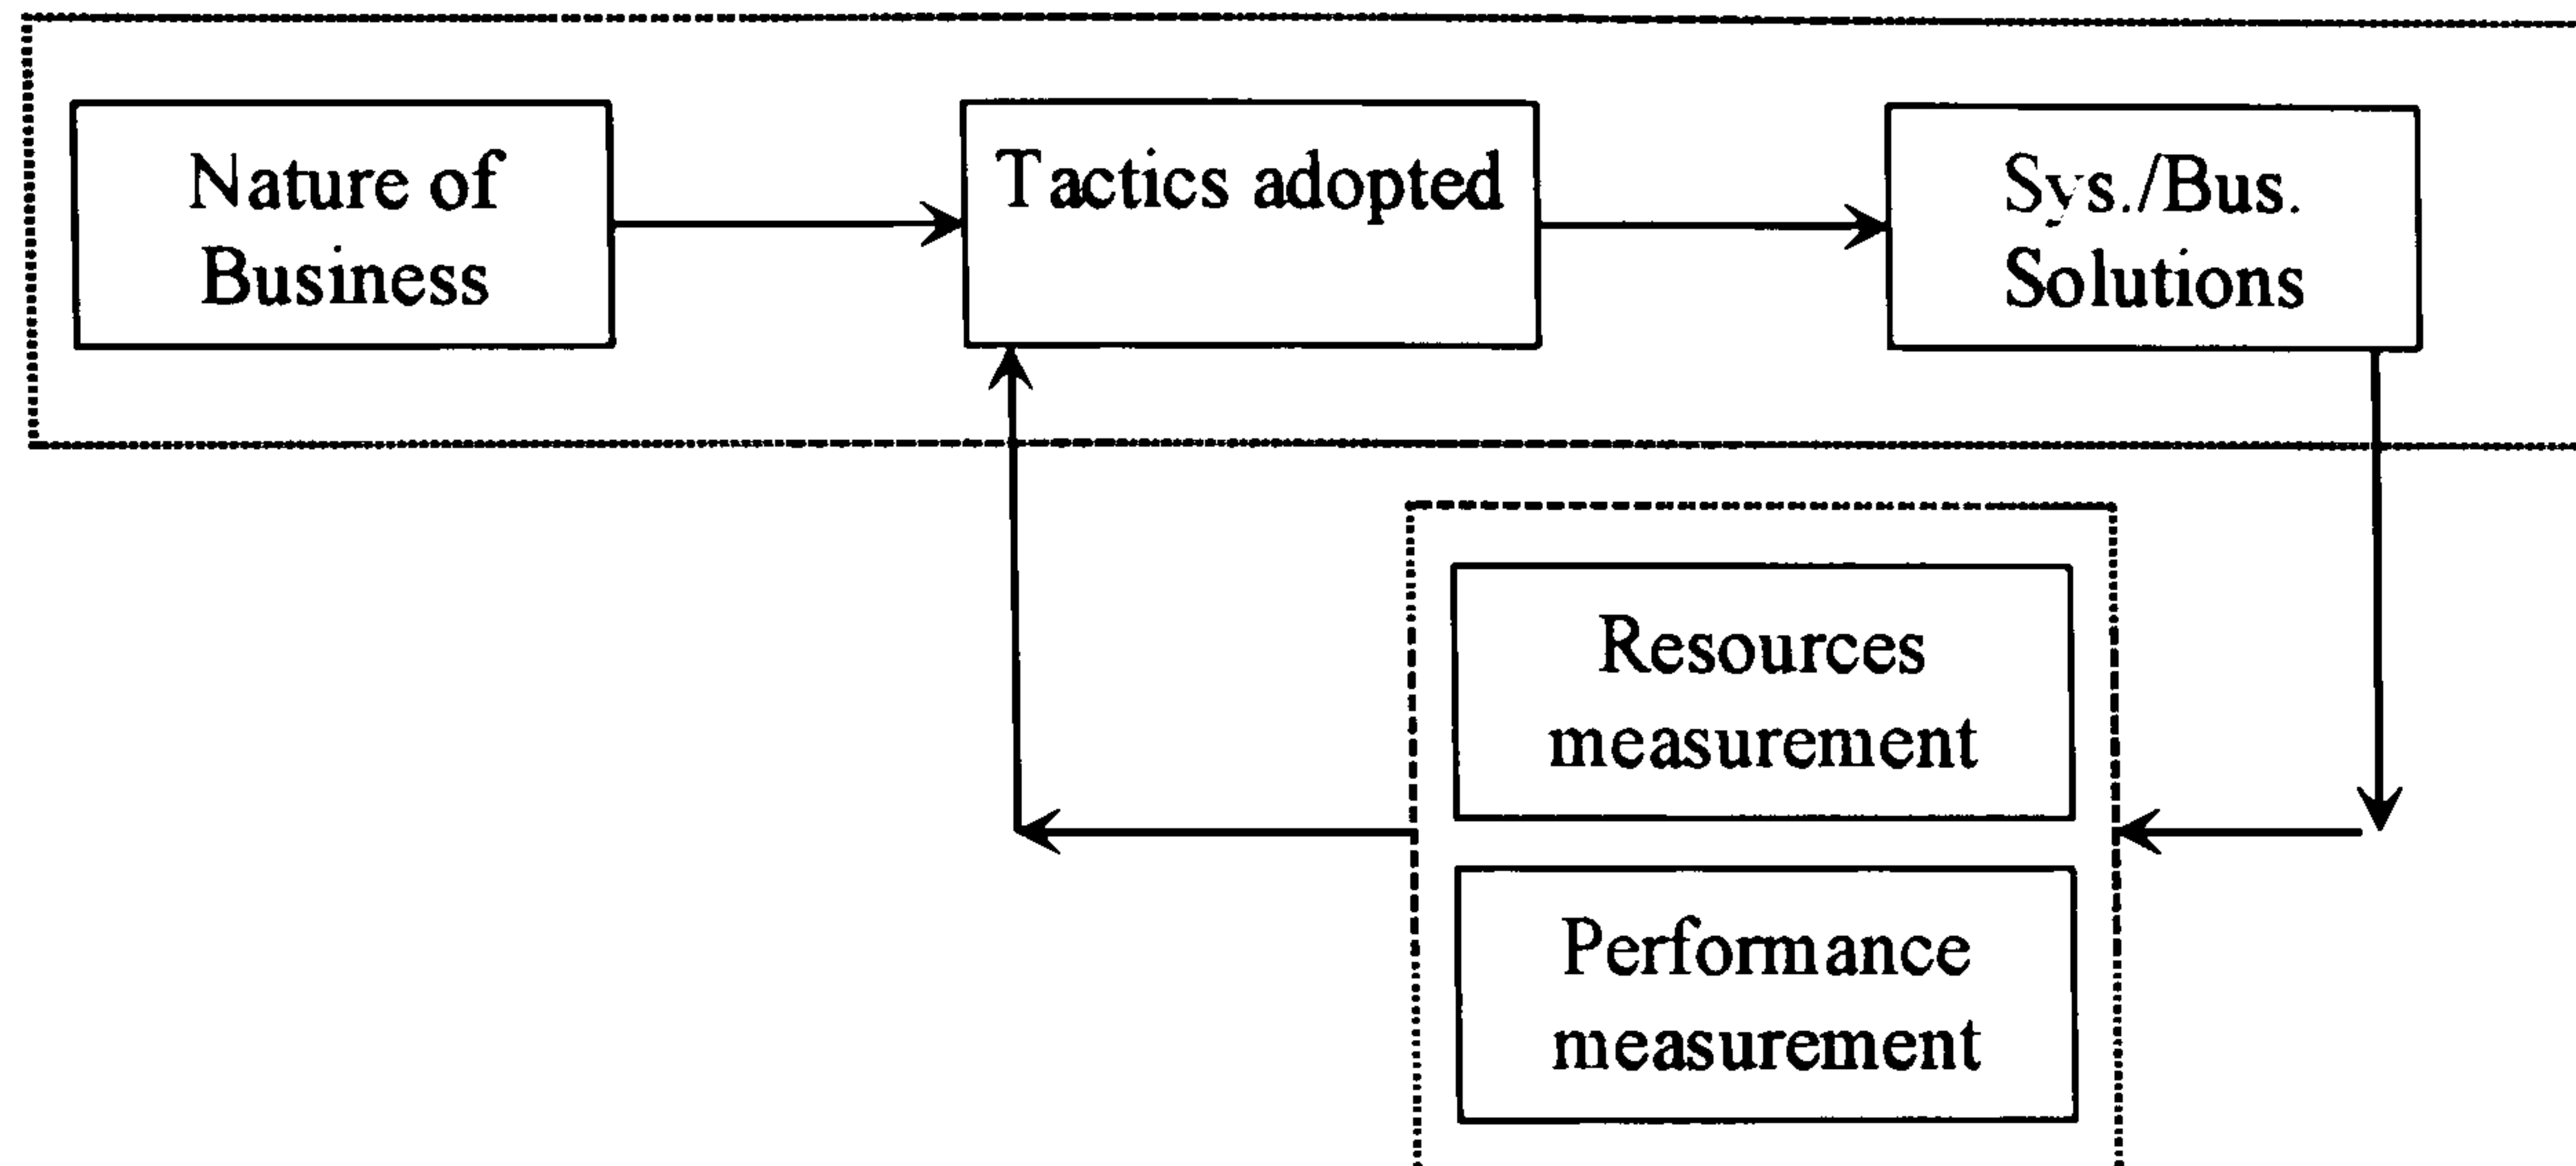 Nature of
Business
Tactics adopted
Sys./Bus.
Solutions
Resources
measurement
Performance
measurement